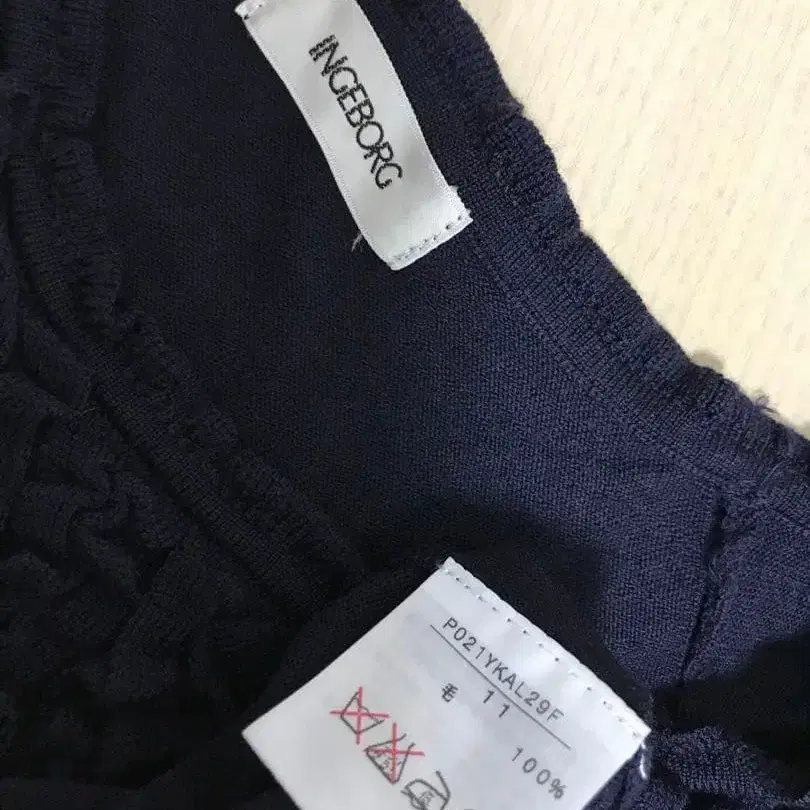 INGEBORG
P021YKAL29F
11
毛 100%